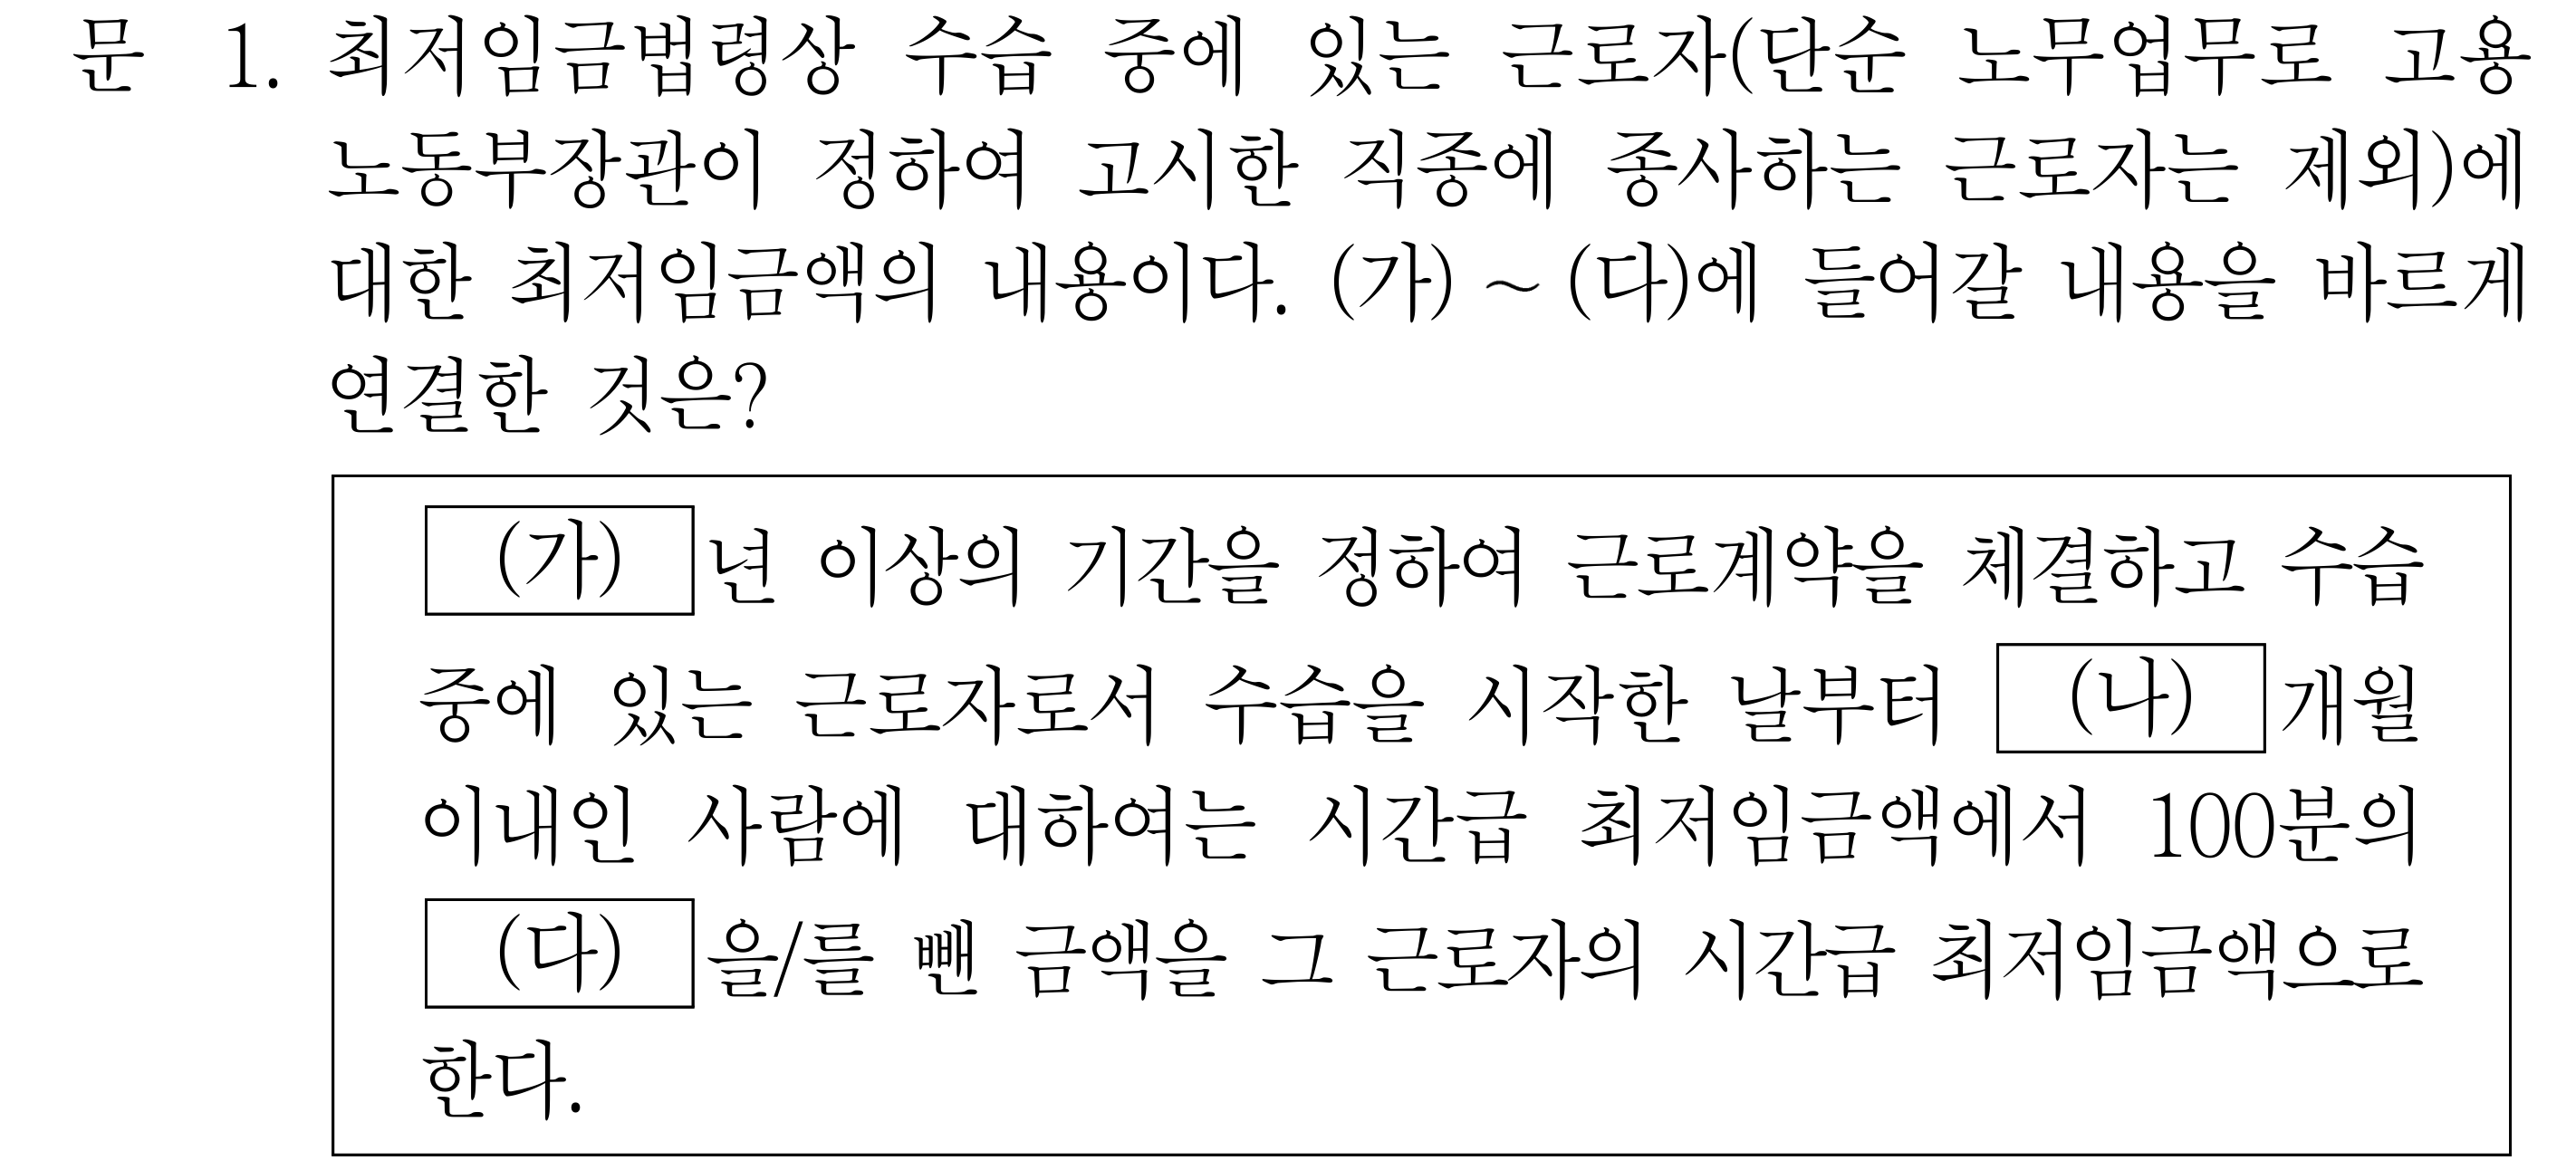 문 1. 최저임금법령상 수습 중에 있는 근로자(단순 노무업무로 고용
노동부장관이 정하여 고시한 직종에 종사하는 근로자는 제외)에
대한 최저임금액의 내용이다. (가) ~ (다)에 들어갈 내용을 바르게
연결한 것은?
(가) 년 이상의 기간을 정하여 근로계약을 체결하고 수습
중에 있는 근로자로서 수습을 시작한 날부터 (나) 개월
이내인 사람에 대하여는 시간급 최저임금액에서 100분의
(다) 을/를 뺀 금액을 그 근로자의 시간급 최저임금액으로
한다.